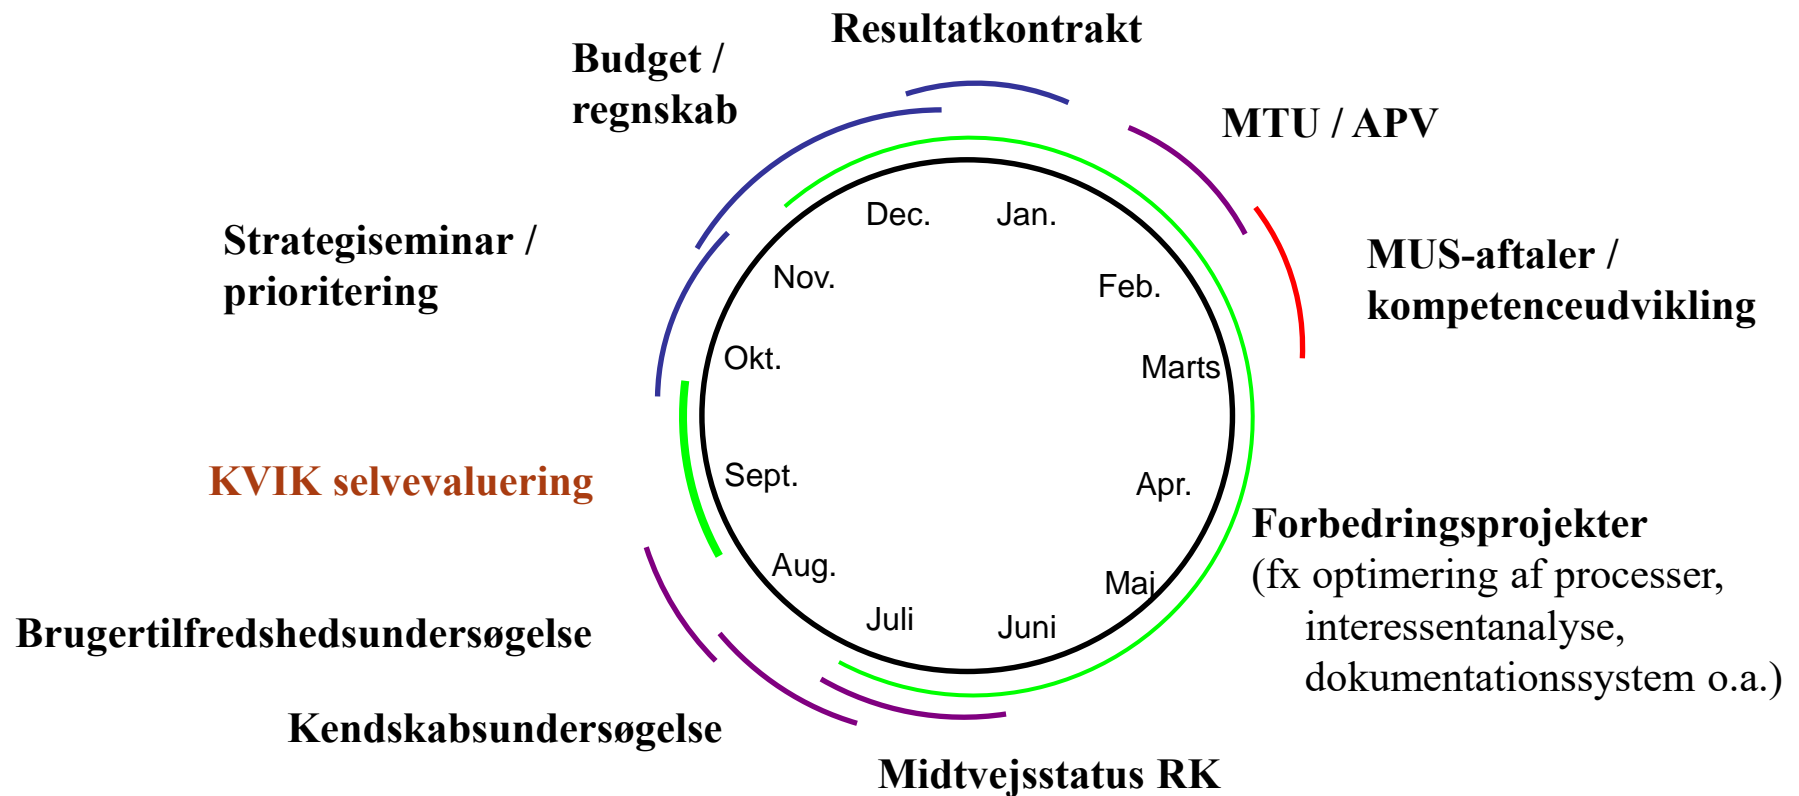 Resultatkontrakt
Budget /
regnskab
MTU / APV
Strategiseminar /
prioritering
MUS-aftaler /
kompetenceudvikling
KVIK selvevaluering
Forbedringsprojekter
(fx optimering af processer,
interessentanalyse,
dokumentationssystem o.a.)
Brugertilfredshedsundersøgelse
Kendskabsundersøgelse
Midtvejsstatus RK
Jan.
Feb.
Marts
Apr.
Maj
Juni
Juli
Aug.
Sept.
Okt.
Nov.
Dec.